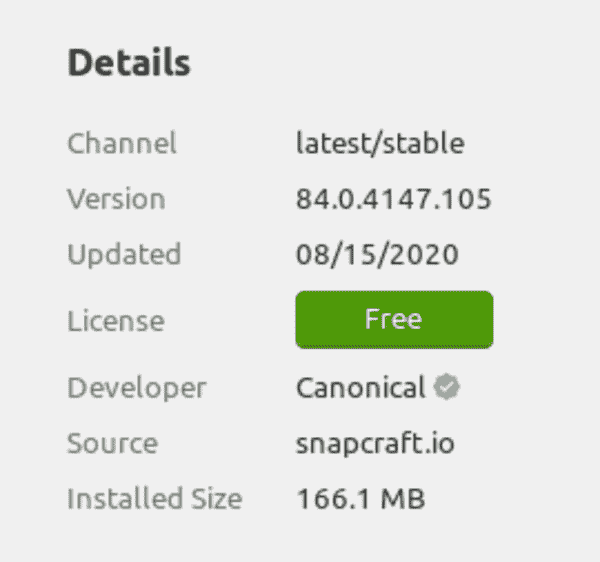 Details
Channel latest/stable
Version 84.0.4147.105
Updated 08/15/2020
License Free
Developer Canonical
Source snapcraft.io
Installed Size 166.1 MB